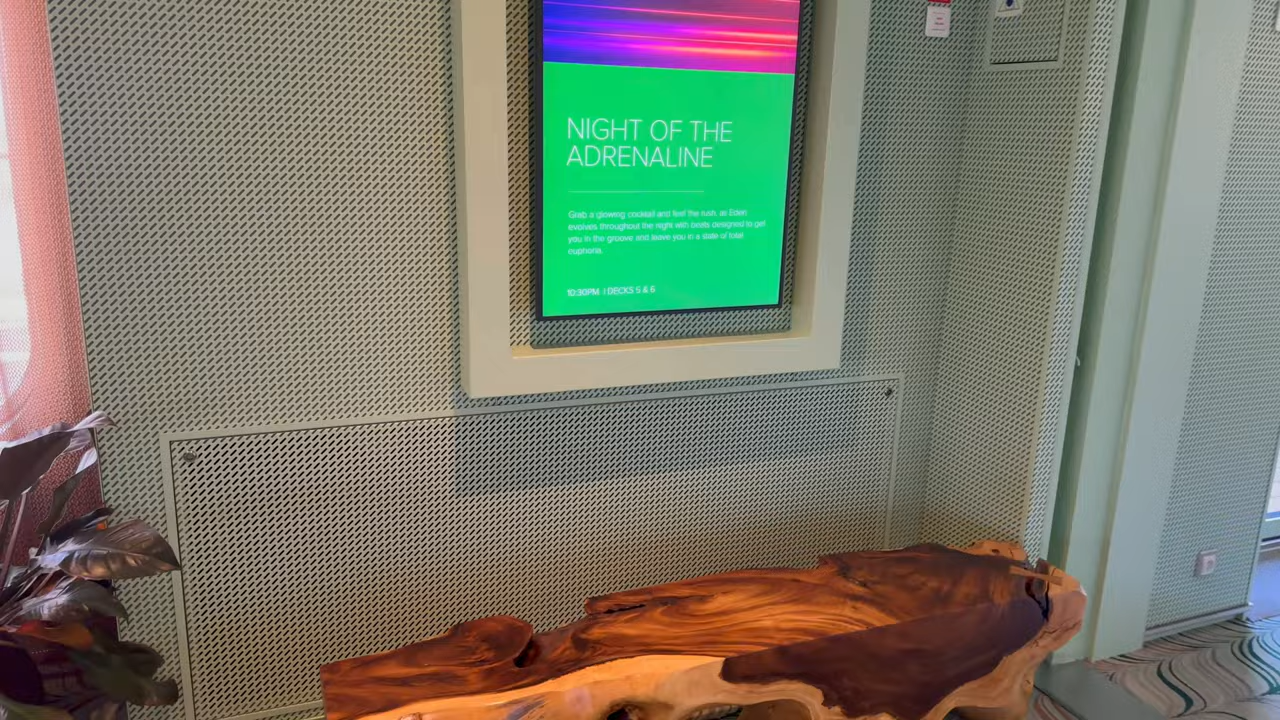 NIGHT OF THE
ADRENALINE
Grab a glowing cocktail and feel the rush, as Eden
evolves throughout the night with beats designed to get
you in the groove and leave you in a state of total
euphoria.
10:30PM | DECKS 5 & 6